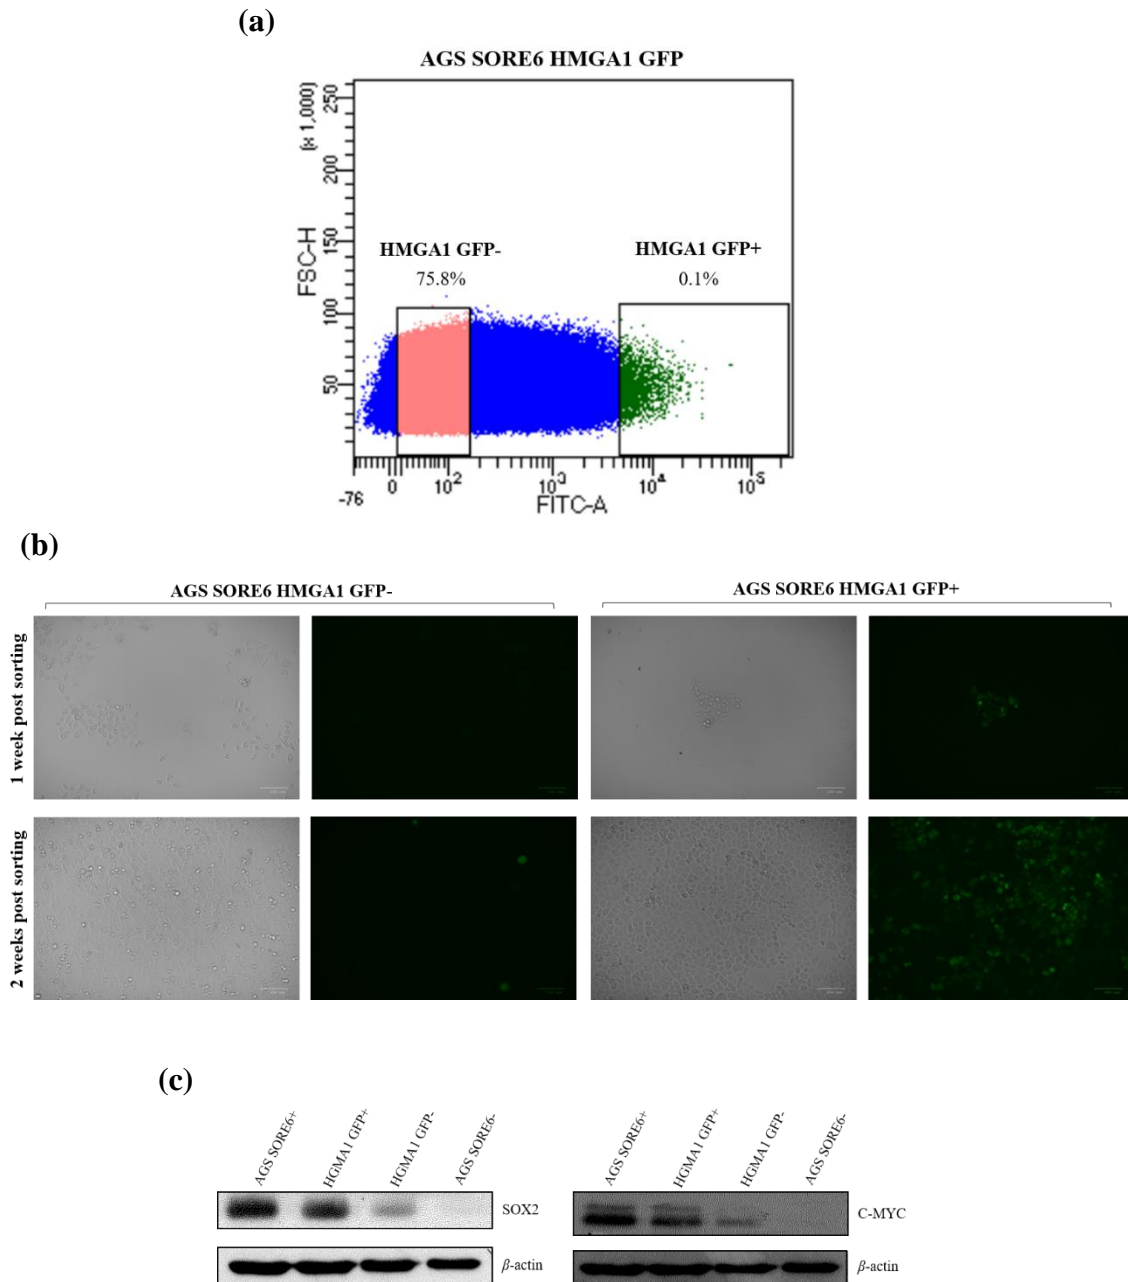 (a)
AGS SORE6 HMGA1 GFP
(x 1,000)
FSC-H
250
200
150
100
50
HMGA1 GFP-
75.8%
HMGA1 GFP+
0.1%
-76
0
10²
10³
10⁴
10⁵
FITC-A
(b)
AGS SORE6 HMGA1 GFP-
AGS SORE6 HMGA1 GFP+
1 week post sorting
2 weeks post sorting
(c)
AGS SORE6+
HGMA1 GFP+
HGMA1 GFP-
AGS SORE6-
SOX2
β-actin
AGS SORE6+
HGMA1 GFP+
HGMA1 GFP-
AGS SORE6-
C-MYC
β-actin